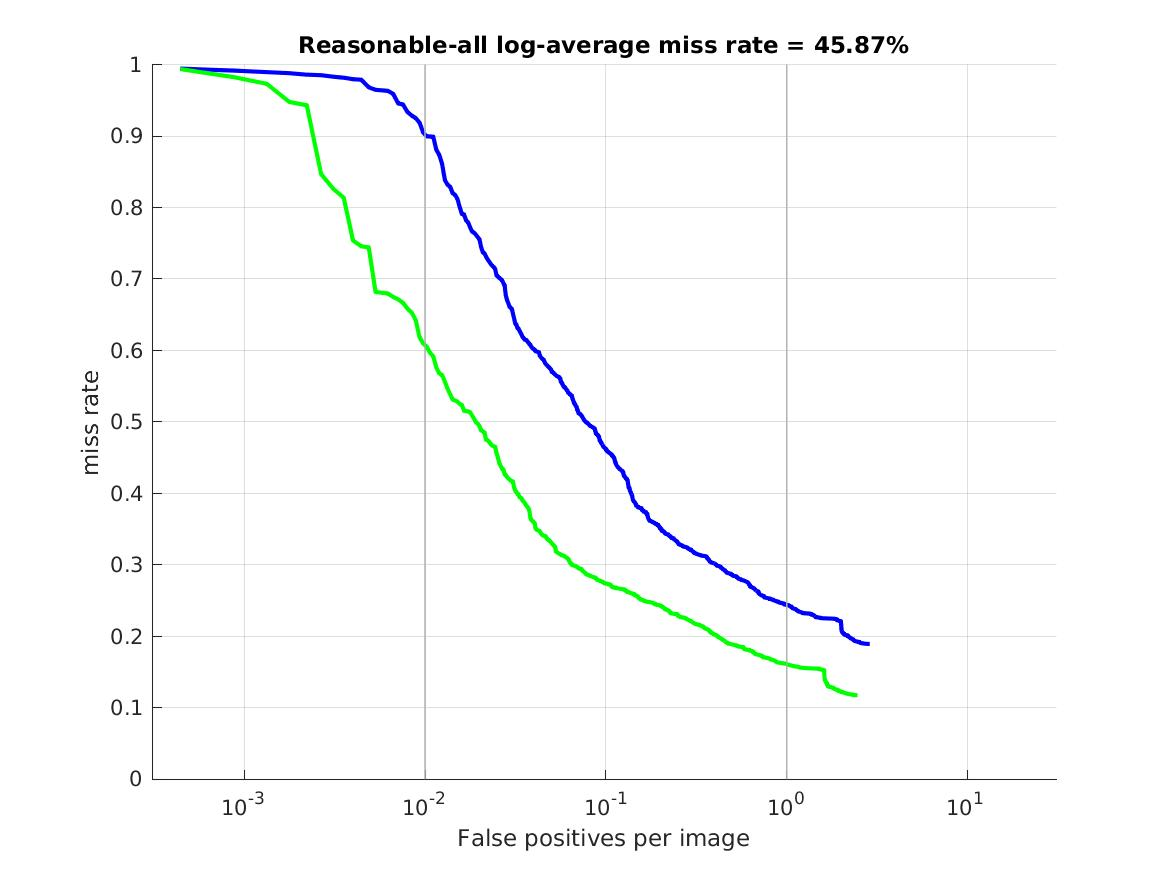 Reasonable-all log-average miss rate = 45.87%
1
0.9
0.8
0.7
0.6
0.5
0.4
0.3
0.2
0.1
0
miss rate
10^-3 10^-2 10^-1 10^0 10^1
False positives per image